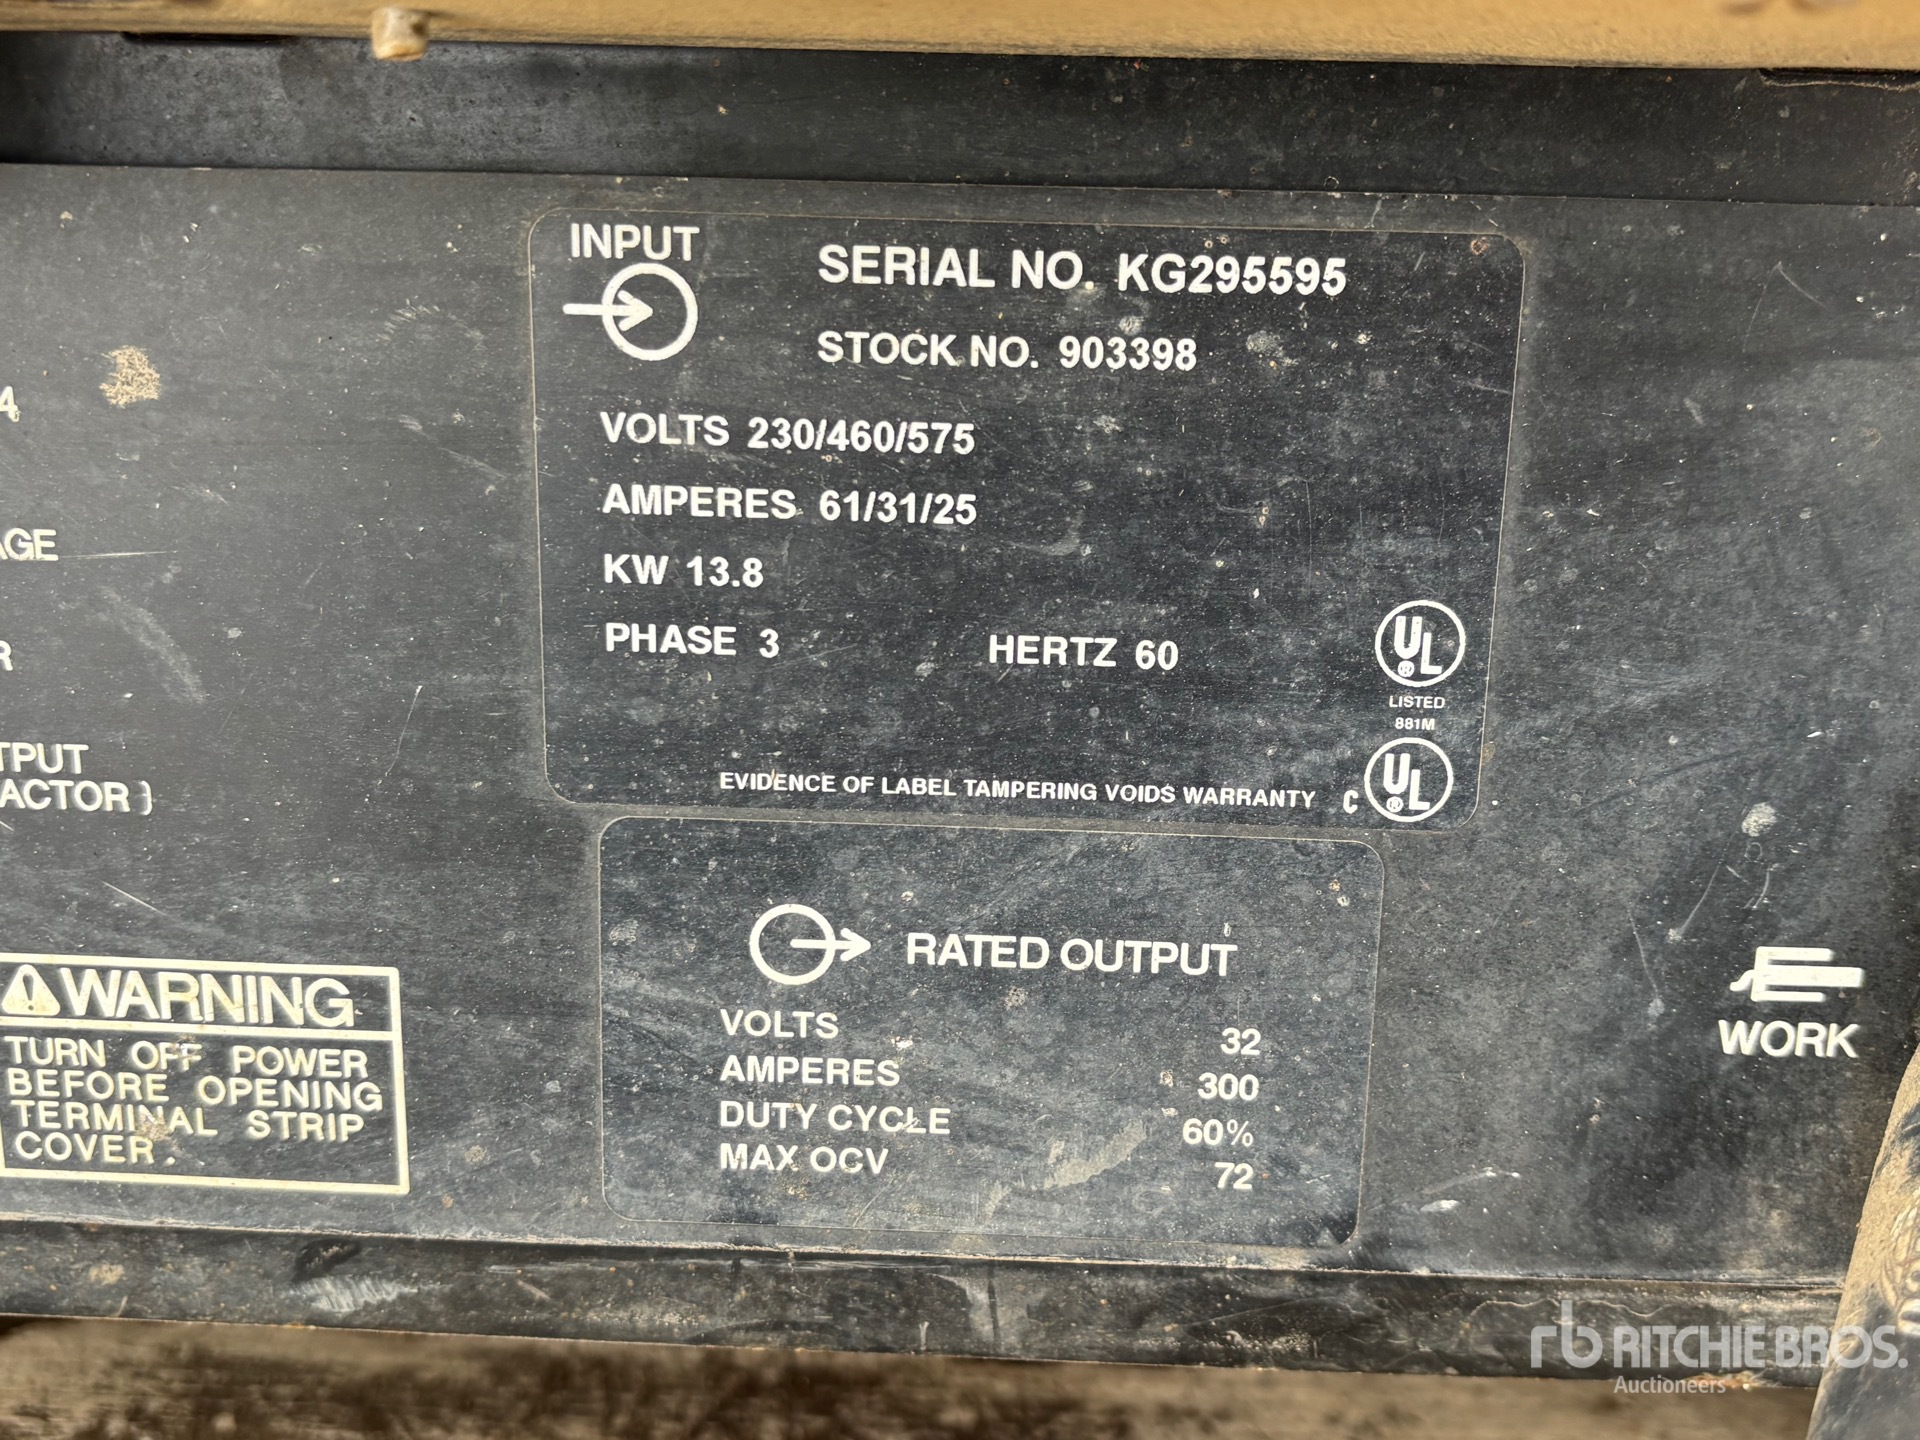 INPUT
SERIAL NO. KG295595
STOCK NO. 903398
VOLTS 230/460/575
AMPERES 61/31/25
KW 13.8
PHASE 3 HERTZ 60
UL
LISTED
881M
EVIDENCE OF LABEL TAMPERING VOIDS WARRANTY
C UL
RATED OUTPUT
VOLTS 32
AMPERES 300
DUTY CYCLE 60%
MAX OCV 72
4
AGE
R
TPUT
ACTOR)
WARNING
TURN OFF POWER
BEFORE OPENING
TERMINAL STRIP
COVER.
WORK
rb RITCHIE BROS.
Auctioneers